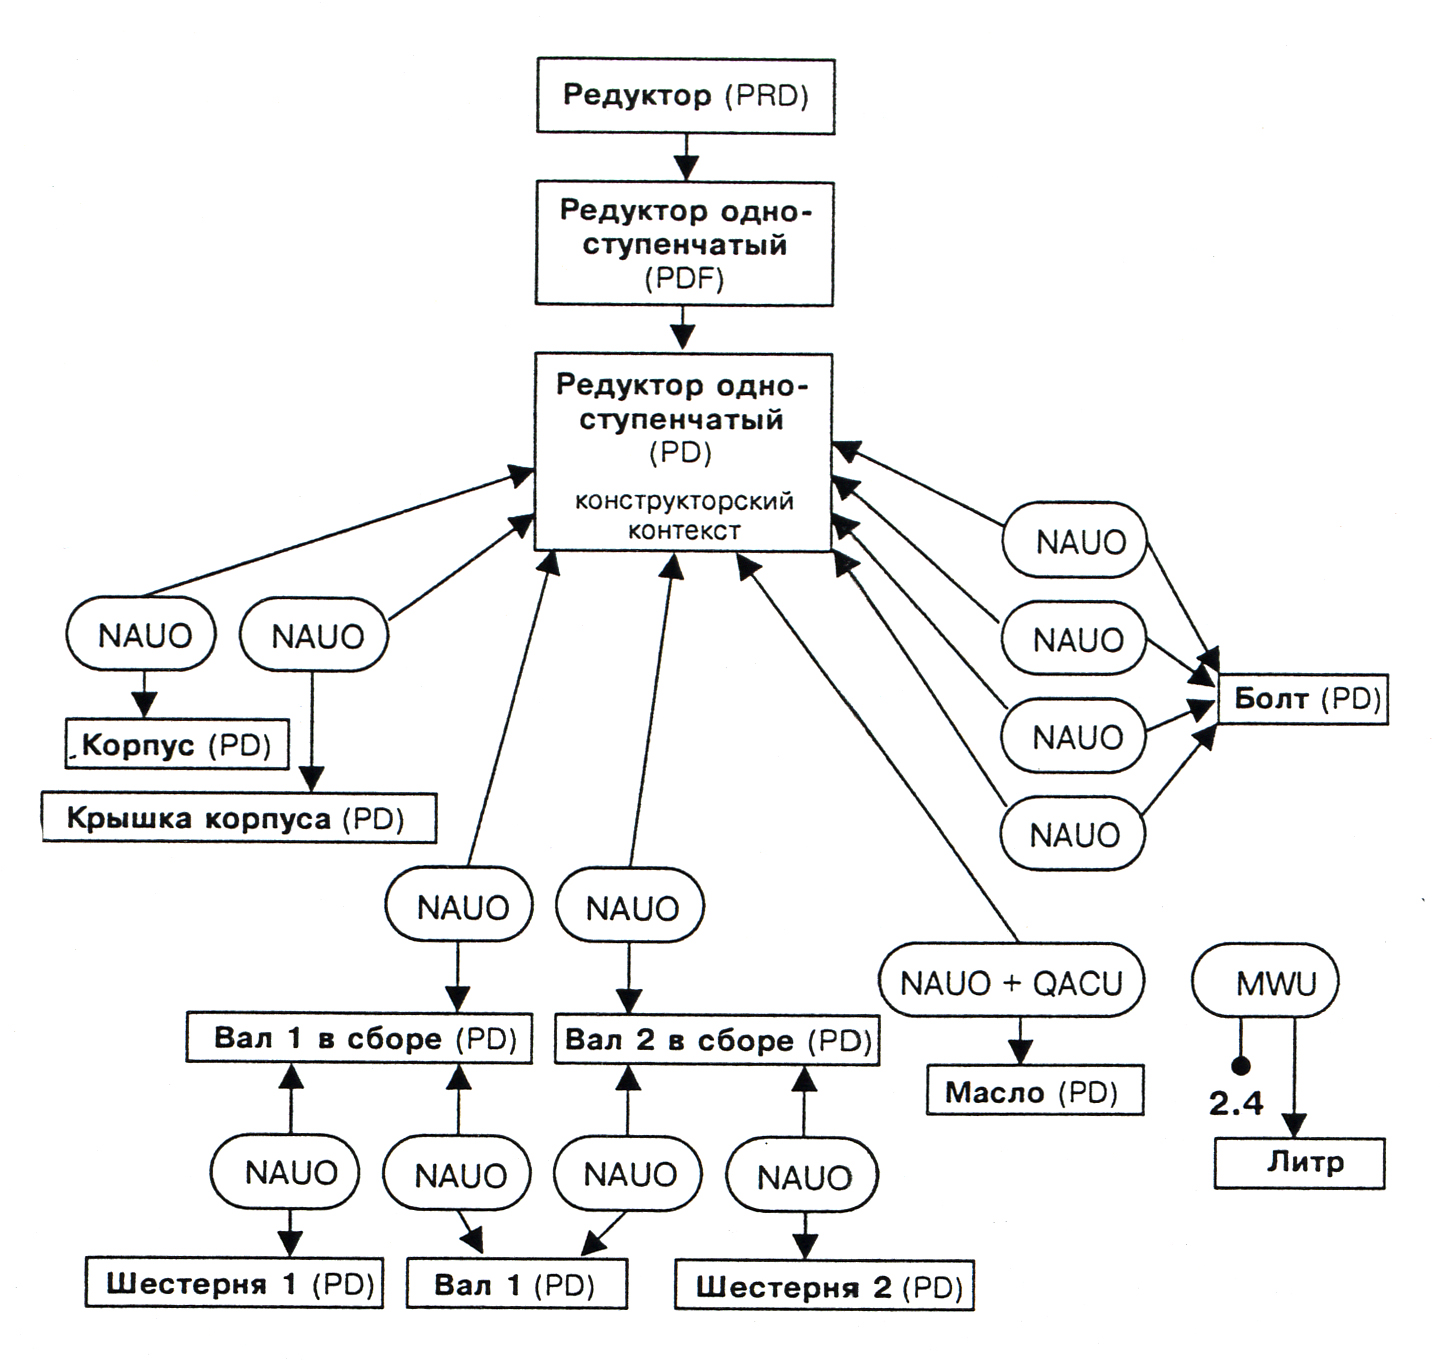 Редуктор (PRD)
Редуктор одно-
ступенчатый
(PDF)
Редуктор одно-
ступенчатый
(PD)
конструкторский
контекст
NAUO
NAUO
NAUO
NAUO
Болт (PD)
NAUO
NAUO
Корпус (PD)
Крышка корпуса (PD)
NAUO
NAUO
NAUO
NAUO + QACU
MWU
Вал 1 в сборе (PD)
Вал 2 в сборе (PD)
Масло (PD)
2.4
Литр
NAUO
NAUO
NAUO
NAUO
Шестерня 1 (PD)
Вал 1 (PD)
Шестерня 2 (PD)